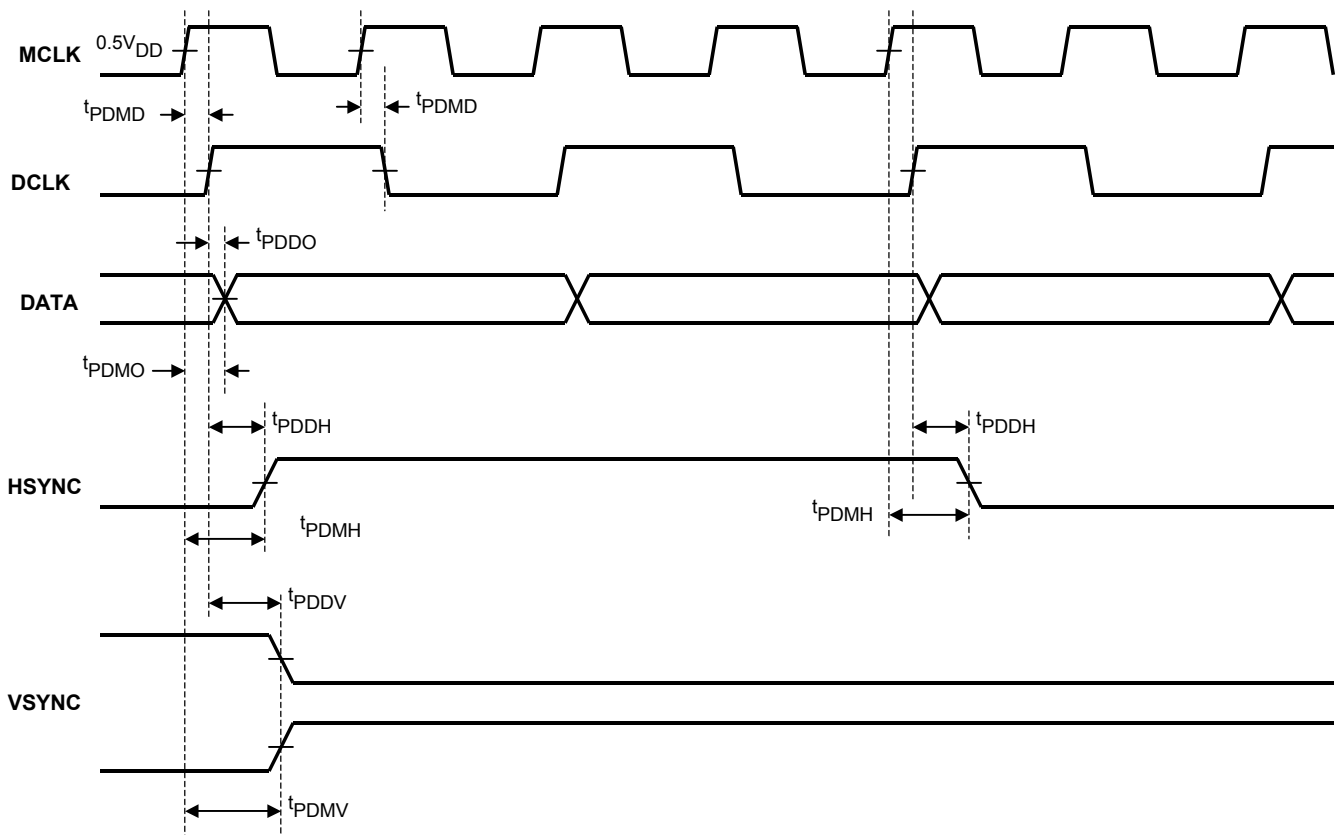 MCLK 0.5VDD
tPDMD tPDMD
DCLK
tPDDO
DATA
tPDMO
tPDDH tPDDH
HSYNC
tPDMH tPDMH
tPDDV
VSYNC
tPDMV